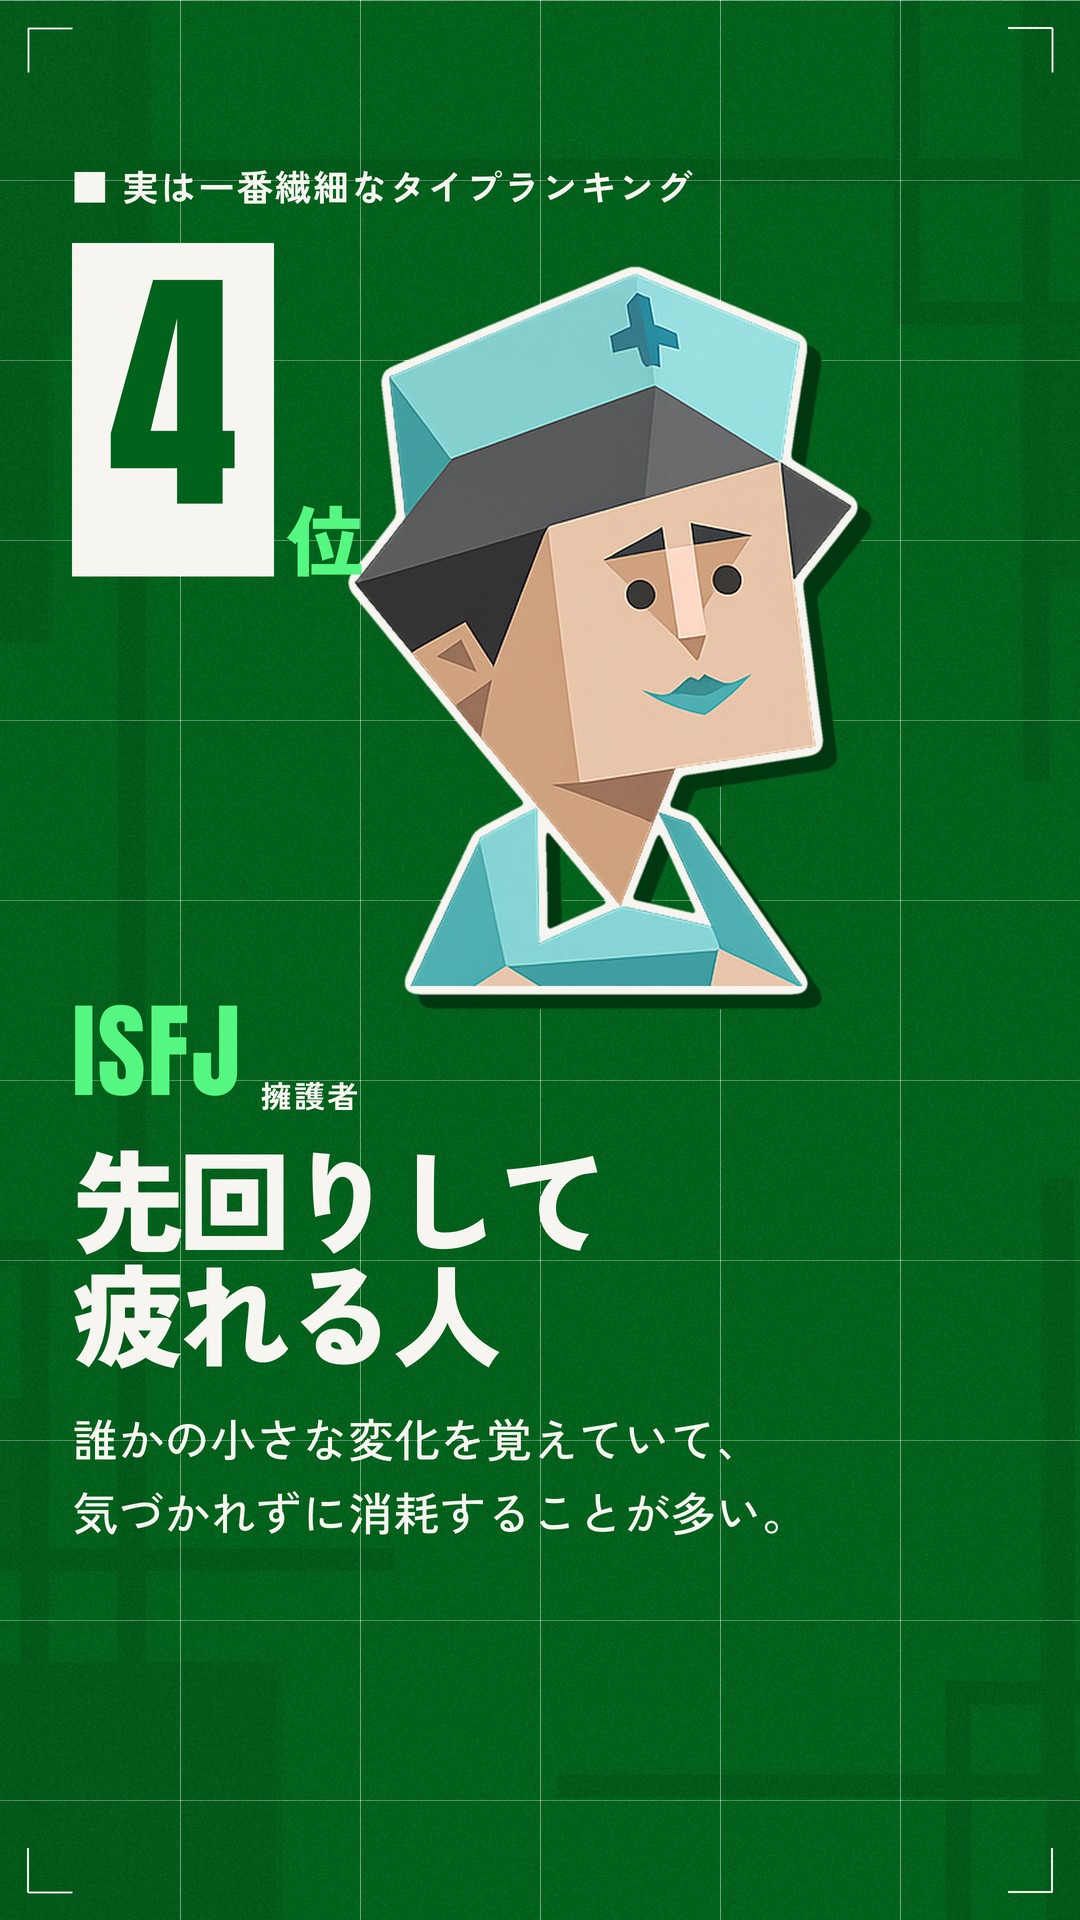 ■ 実は一番繊細なタイプランキング
4位
ISFJ 擁護者
先回りして
疲れる人
誰かの小さな変化を覚えていて、
気づかれずに消耗することが多い。